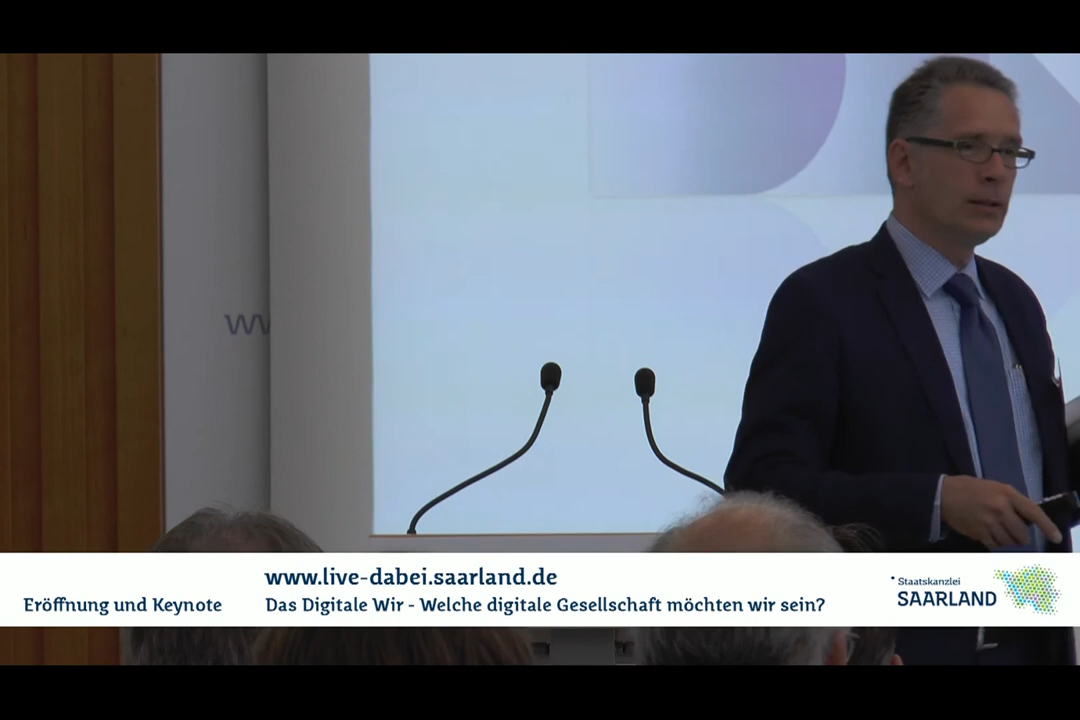 www.live-dabei.saarland.de
Eröffnung und Keynote
Das Digitale Wir - Welche digitale Gesellschaft möchten wir sein?
Staatskanzlei
SAARLAND